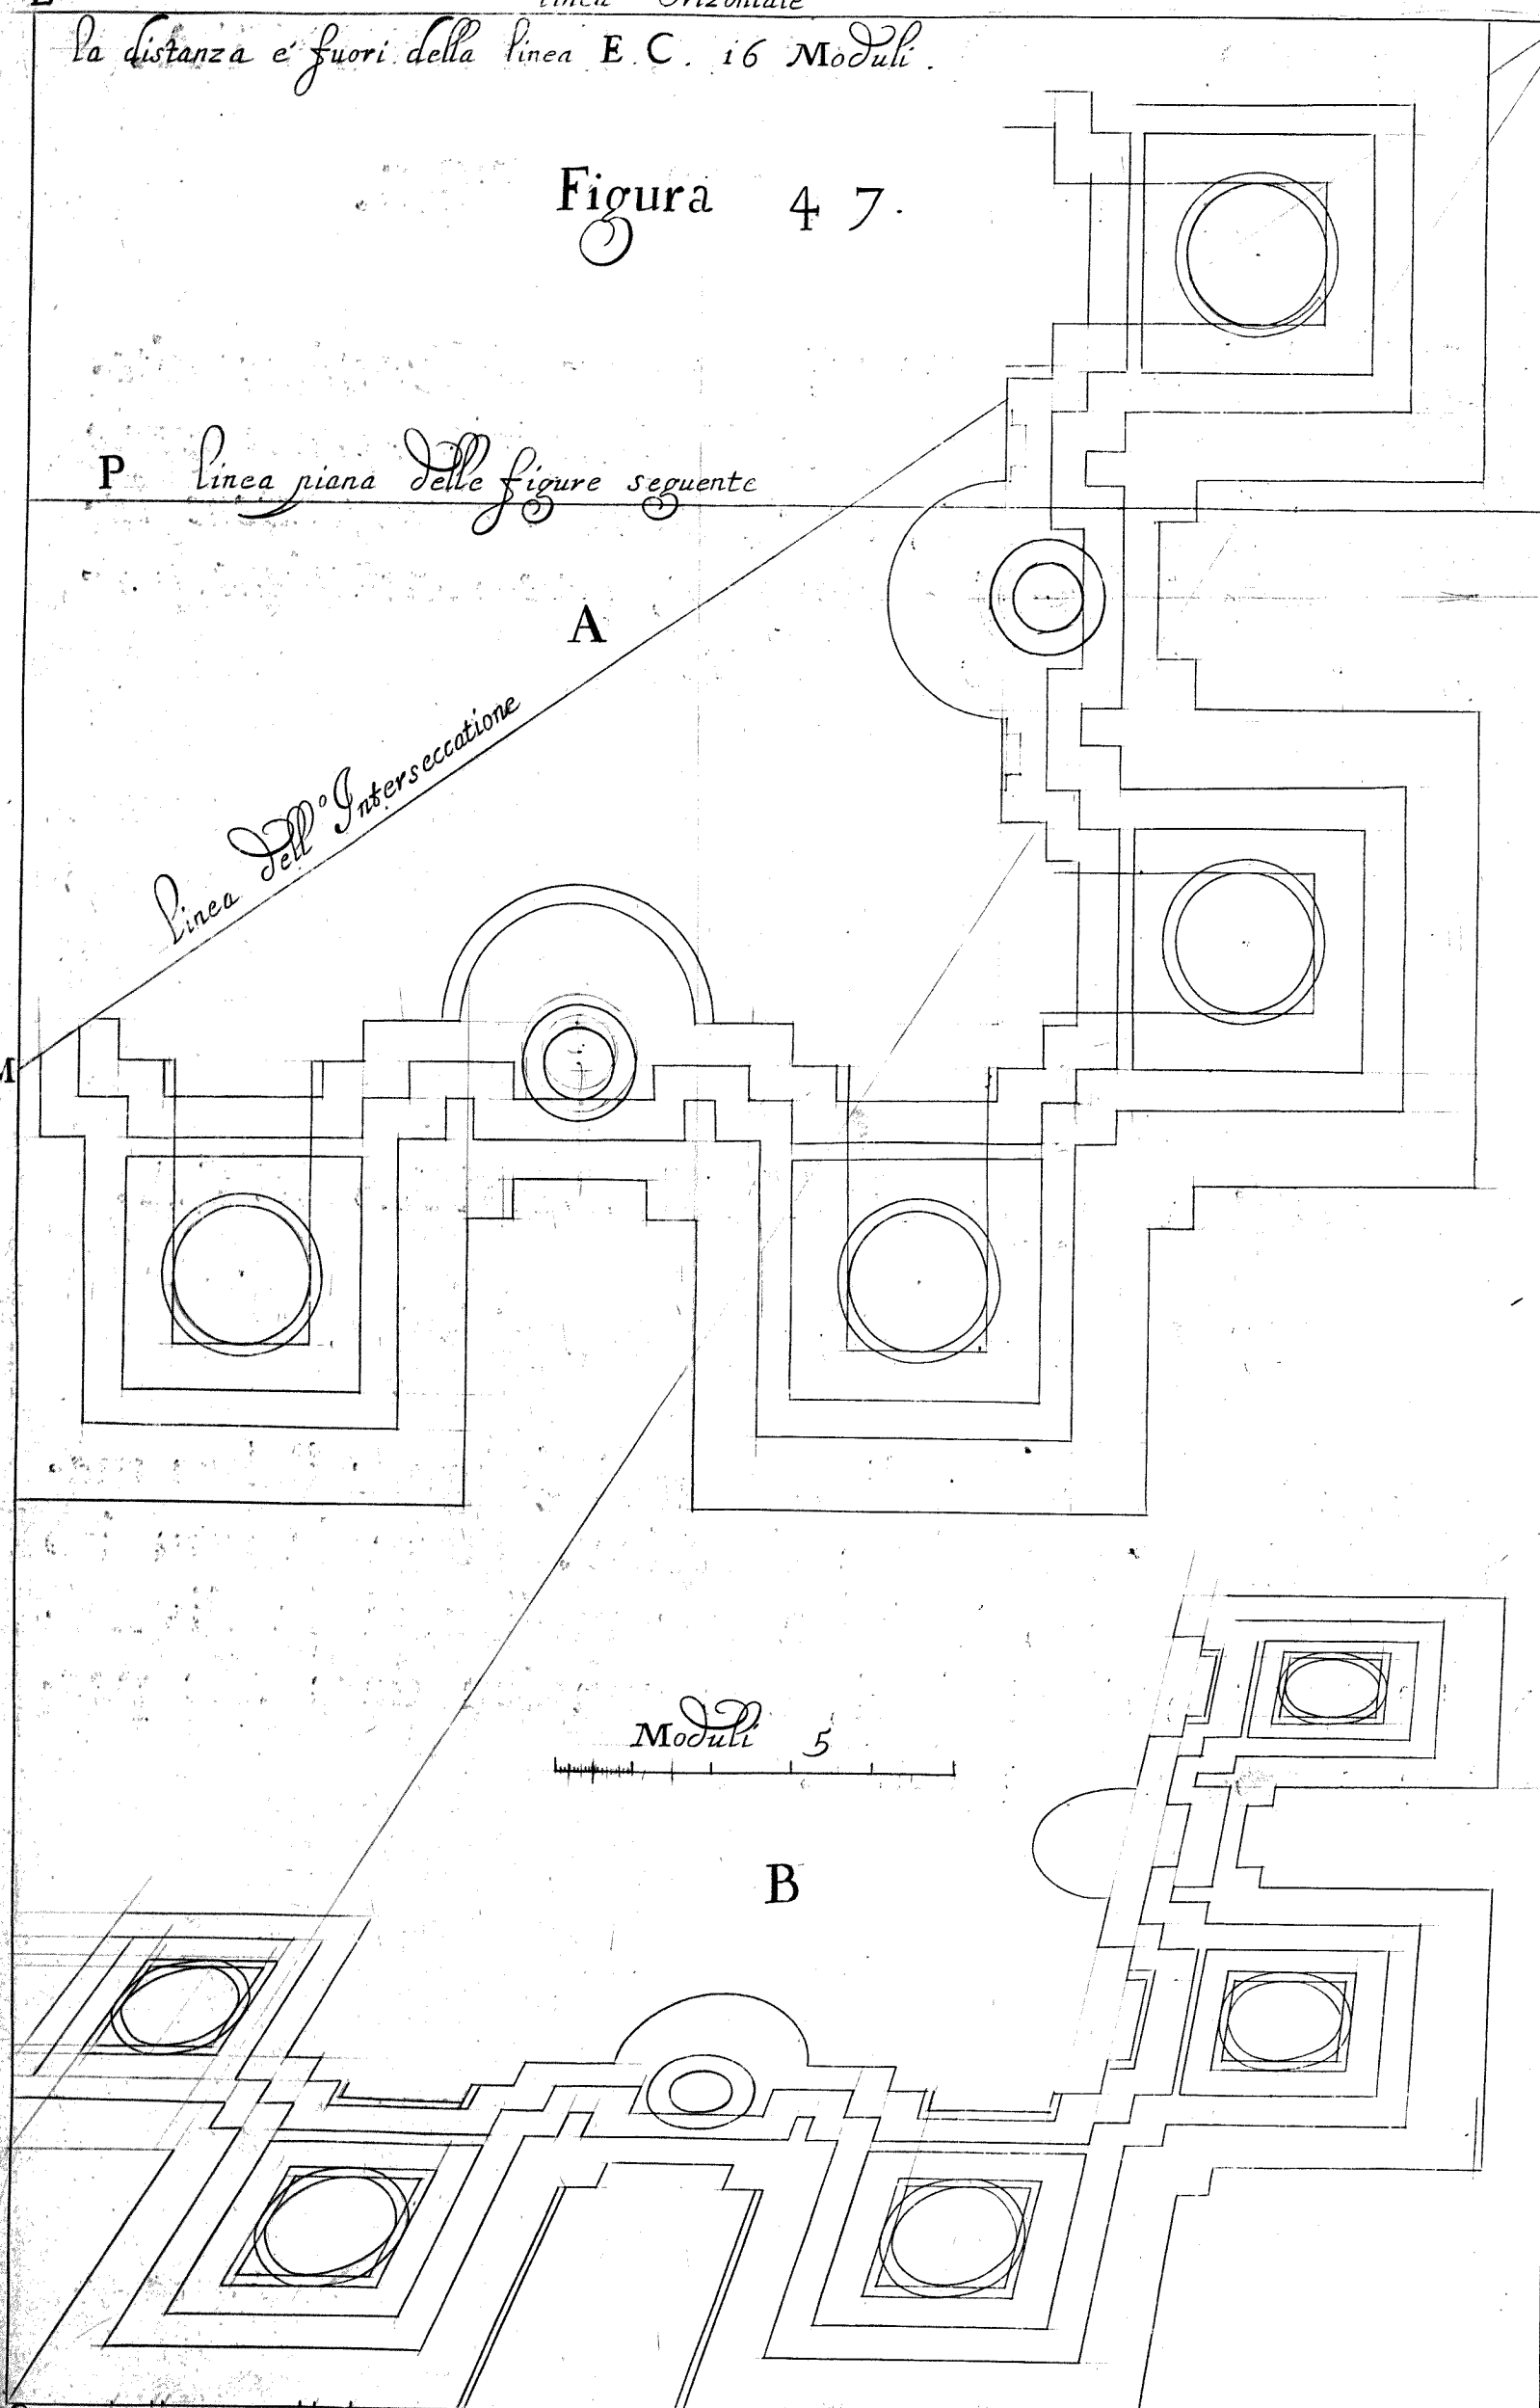 linea Orizontale
la distanza e' fuori della linea E. C. 16 Moduli.
Figura 47.
P linea piana delle figure seguente
A
linea dell'o Interseccatione
M
Moduli 5
B